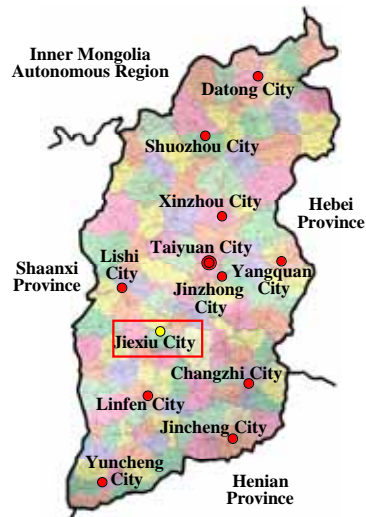 Inner Mongolia
Autonomous Region
Datong City
Shuozhou City
Xinzhou City
Hebei
Province
Taiyuan City
Lishi
City
Shaanxi
Province
Yangquan
City
Jinzhong
City
Jiexiu City
Changzhi City
Linfen City
Jincheng City
Yuncheng
City
Henian
Province